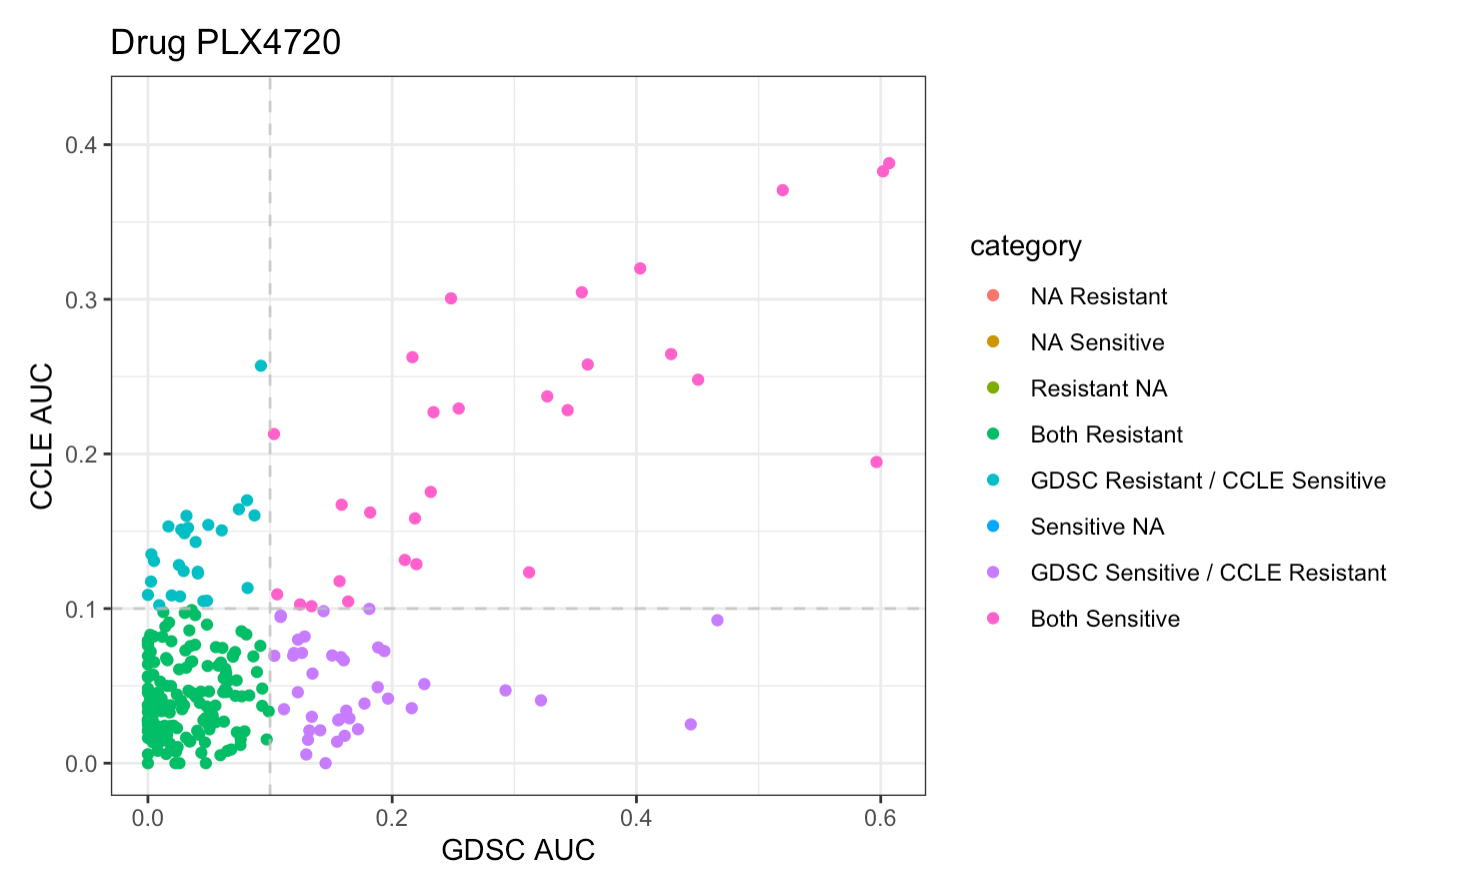 Drug PLX4720
0.4
0.3
0.2
0.1
0.0
CCLE AUC
0.0
0.2
0.4
0.6
GDSC AUC
category
NA Resistant
NA Sensitive
Resistant NA
Both Resistant
GDSC Resistant / CCLE Sensitive
Sensitive NA
GDSC Sensitive / CCLE Resistant
Both Sensitive